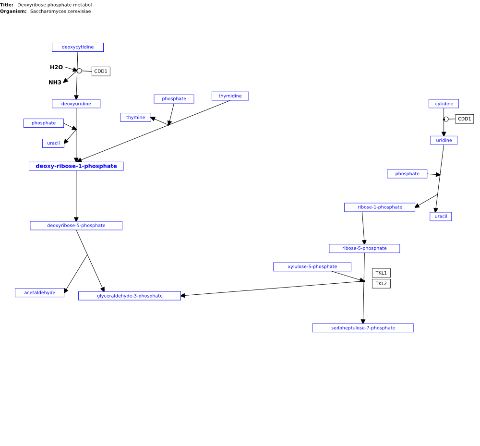 Title: Deoxyribose phosphate metabol
Organism: Saccharomyces cerevisiae
deoxycytidine
H2O
CDD1
NH3
deoxyuridine
phosphate
thymidine
cytidine
thymine
CDD1
phosphate
uracil
uridine
deoxy-ribose-1-phosphate
phosphate
ribose-1-phosphate
uracil
deoxyribose-5-phosphate
ribose-5-phosphate
xylulose-5-phosphate
TKL1
TKL2
acetaldehyde
glyceraldehyde-3-phosphate
sedoheptulose-7-phosphate